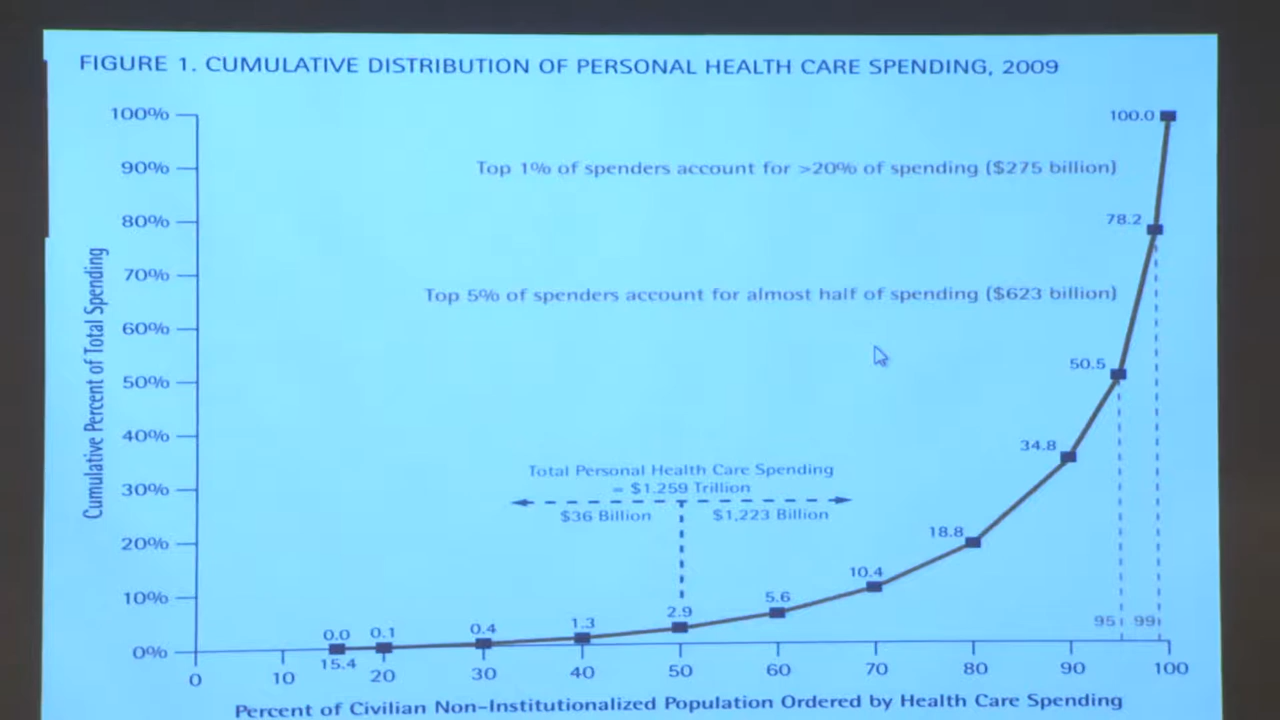 FIGURE 1. CUMULATIVE DISTRIBUTION OF PERSONAL HEALTH CARE SPENDING, 2009
100%
90%
80%
70%
60%
50%
40%
30%
20%
10%
0%
Cumulative Percent of Total Spending
100.0
Top 1% of spenders account for >20% of spending ($275 billion)
78.2
Top 5% of spenders account for almost half of spending ($623 billion)
50.5
34.8
Total Personal Health Care Spending
= $1.259 Trillion
$36 Billion $1,223 Billion
18.8
10.4
5.6
2.9
1.3
0.4
0.1
0.0
15.4
95 99
0 10 20 30 40 50 60 70 80 90 100
Percent of Civilian Non-Institutionalized Population Ordered by Health Care Spending